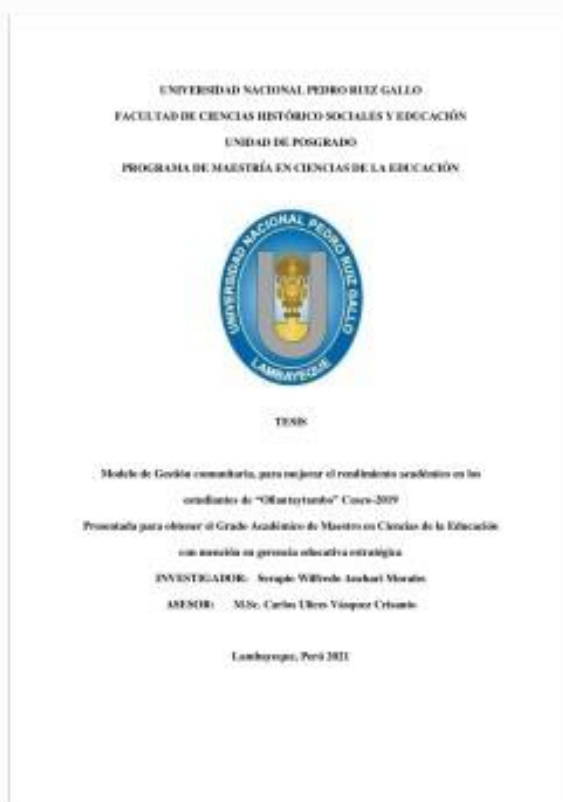 UNIVERSIDAD NACIONAL PEDRO RUIZ GALLO
FACULTAD DE CIENCIAS HISTÓRICO SOCIALES Y EDUCACIÓN
UNIDAD DE POSGRADO
PROGRAMA DE MAESTRÍA EN CIENCIAS DE LA EDUCACIÓN
UNIVERSIDAD NACIONAL PEDRO RUIZ GALLO
LAMBAYEQUE
TESIS
Modelo de Gestión comunitaria, para mejorar el rendimiento académico en los
estudiantes de “Ollantaytambo” Cusco-2019
Presentada para obtener el Grado Académico de Maestro en Ciencias de la Educación
con mención en gerencia educativa estratégica
INVESTIGADOR: Wilfredo Morales
ASESOR: M.Sc. Carlos Ulices Vásquez Crisanto
Lambayeque, Perú 2021